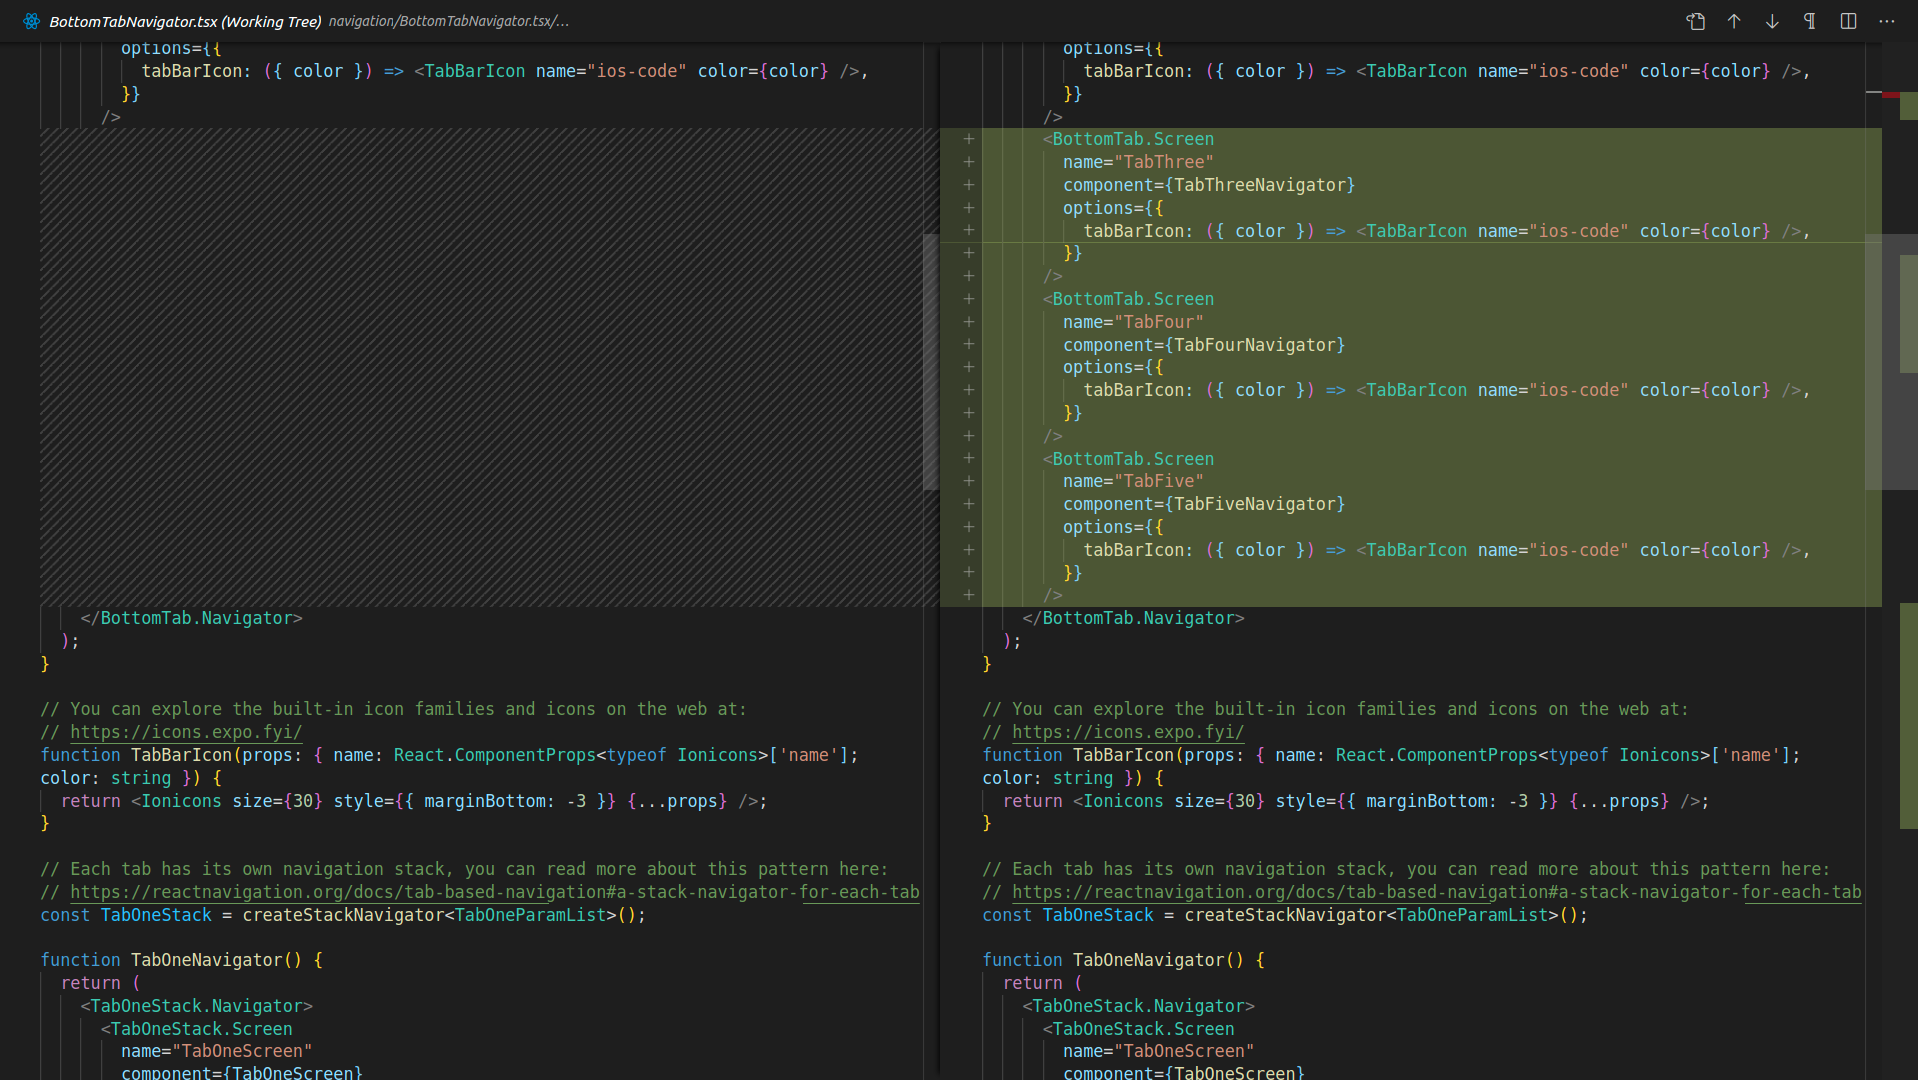 BottomTabNavigator.tsx (Working Tree) navigation/BottomTabNavigator.tsx/...
options={{
tabBarIcon: ({ color }) => <TabBarIcon name="ios-code" color={color} />,
}}
/>
</BottomTab.Navigator>
);
}
// You can explore the built-in icon families and icons on the web at:
// https://icons.expo.fyi/
function TabBarIcon(props: { name: React.ComponentProps<typeof Ionicons>['name'];
color: string }) {
return <Ionicons size={30} style={{ marginBottom: -3 }} {...props} />;
}
// Each tab has its own navigation stack, you can read more about this pattern here:
// https://reactnavigation.org/docs/tab-based-navigation#a-stack-navigator-for-each-tab
const TabOneStack = createStackNavigator<TabOneParamList>();
function TabOneNavigator() {
return (
<TabOneStack.Navigator>
<TabOneStack.Screen
name="TabOneScreen"
component={TabOneScreen}
options={{
tabBarIcon: ({ color }) => <TabBarIcon name="ios-code" color={color} />,
}}
/>
+ <BottomTab.Screen
+ name="TabThree"
+ component={TabThreeNavigator}
+ options={{
+ tabBarIcon: ({ color }) => <TabBarIcon name="ios-code" color={color} />,
+ }}
+ />
+ <BottomTab.Screen
+ name="TabFour"
+ component={TabFourNavigator}
+ options={{
+ tabBarIcon: ({ color }) => <TabBarIcon name="ios-code" color={color} />,
+ }}
+ />
+ <BottomTab.Screen
+ name="TabFive"
+ component={TabFiveNavigator}
+ options={{
+ tabBarIcon: ({ color }) => <TabBarIcon name="ios-code" color={color} />,
+ }}
+ />
</BottomTab.Navigator>
);
}
// You can explore the built-in icon families and icons on the web at:
// https://icons.expo.fyi/
function TabBarIcon(props: { name: React.ComponentProps<typeof Ionicons>['name'];
color: string }) {
return <Ionicons size={30} style={{ marginBottom: -3 }} {...props} />;
}
// Each tab has its own navigation stack, you can read more about this pattern here:
// https://reactnavigation.org/docs/tab-based-navigation#a-stack-navigator-for-each-tab
const TabOneStack = createStackNavigator<TabOneParamList>();
function TabOneNavigator() {
return (
<TabOneStack.Navigator>
<TabOneStack.Screen
name="TabOneScreen"
component={TabOneScreen}